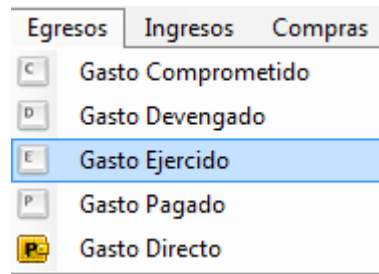 Egresos Ingresos Compras
C Gasto Comprometido
D Gasto Devengado
E Gasto Ejercido
P Gasto Pagado
P Gasto Directo